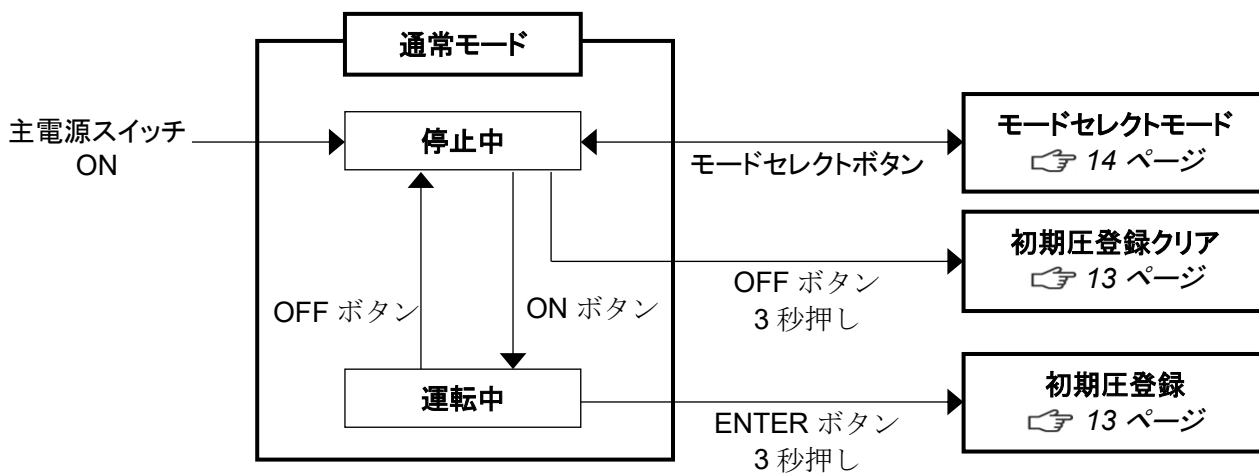 通常モード
主電源スイッチ
ON
停止中
モードセレクトボタン
モードセレクトモード
☞ 14 ページ
初期圧登録クリア
☞ 13 ページ
OFF ボタン
3 秒押し
OFF ボタン
ON ボタン
運転中
ENTER ボタン
3 秒押し
初期圧登録
☞ 13 ページ